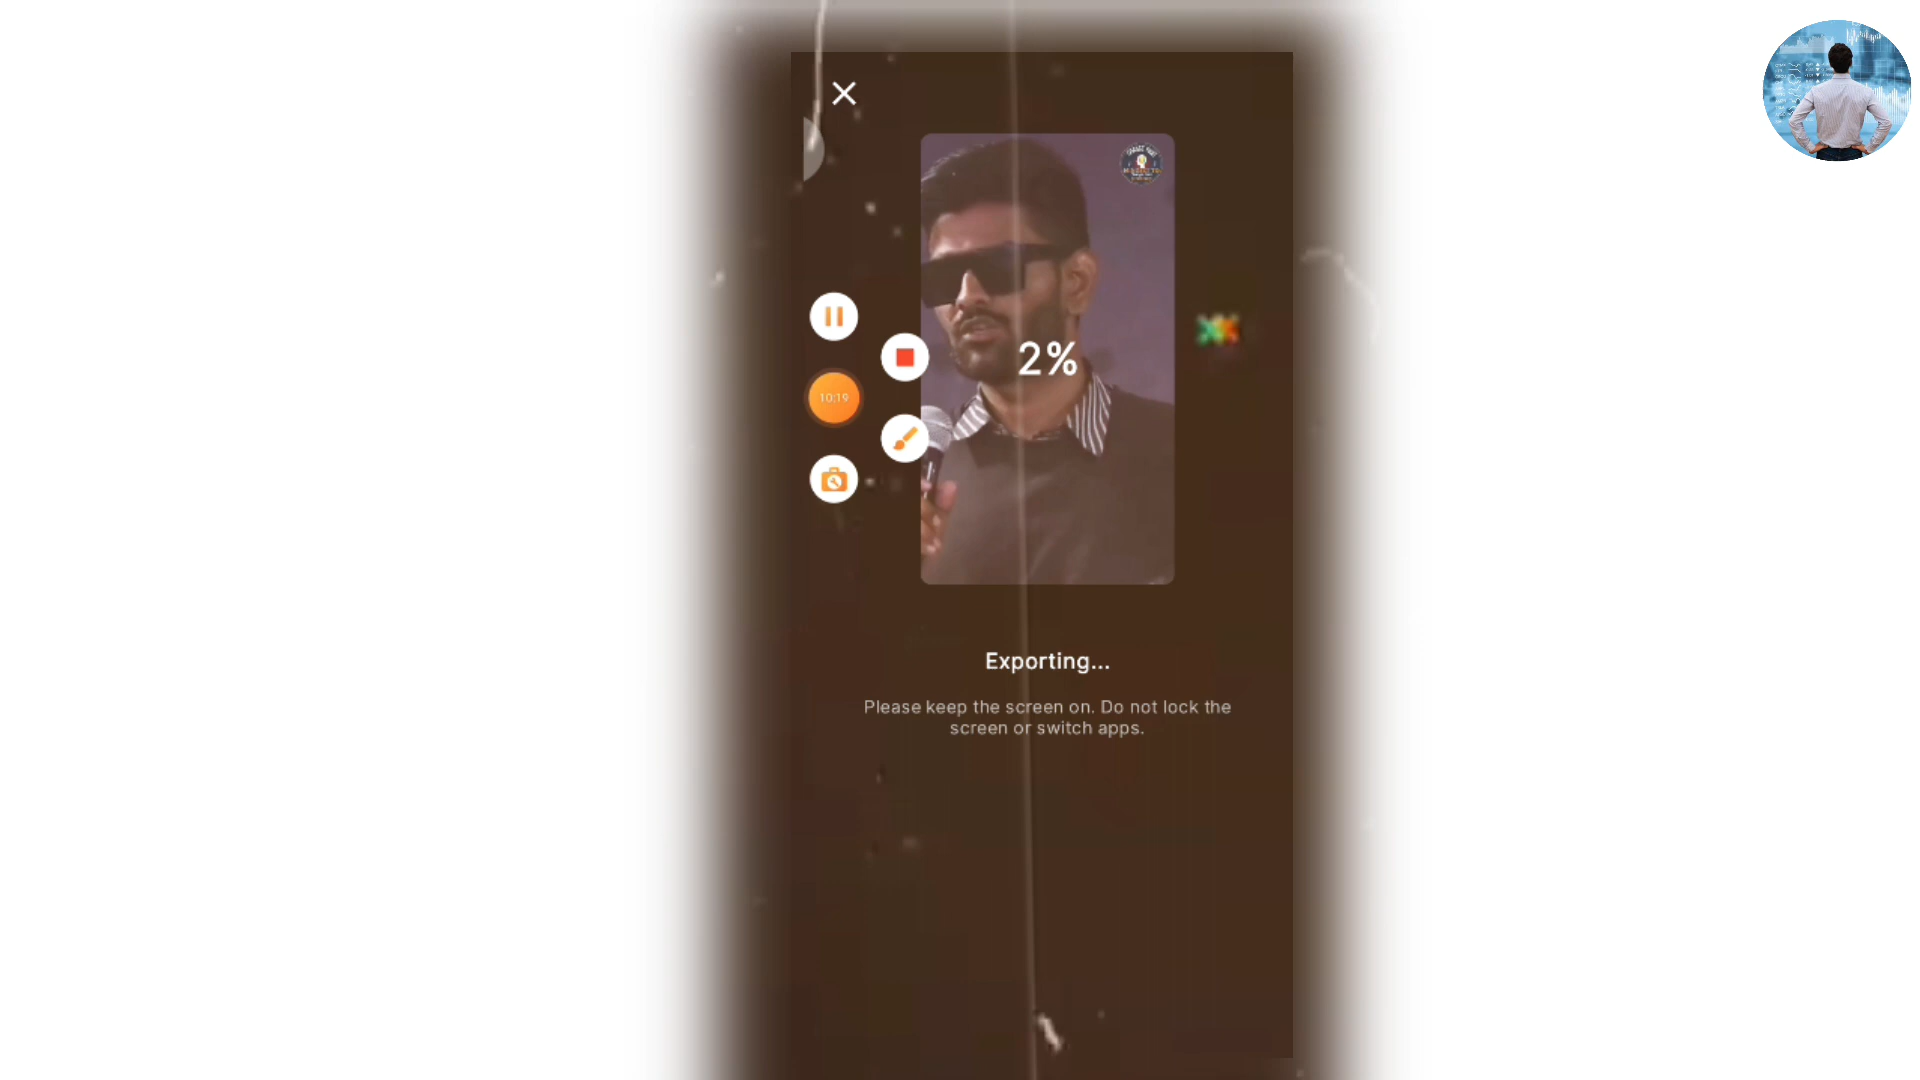 2%
10:19
Exporting...
Please keep the screen on. Do not lock the
screen or switch apps.